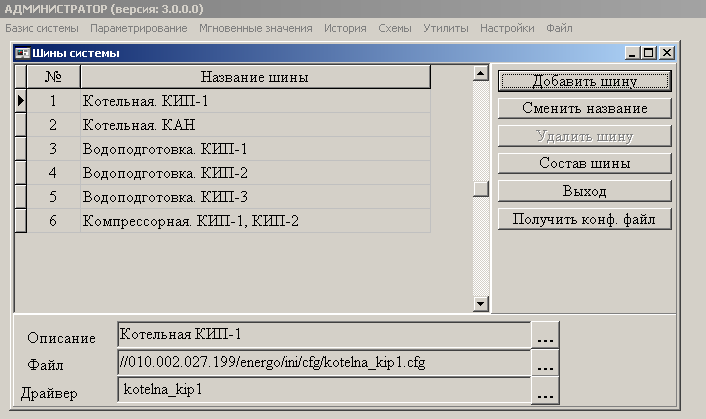 АДМИНИСТРАТОР (версия: 3.0.0.0)
Базис системы Параметрирование Мгновенные значения История Схемы Утилиты Настройки Файл
Шины системы
№ Название шины
1 Котельная. КИП-1
2 Котельная. КАН
3 Водоподготовка. КИП-1
4 Водоподготовка. КИП-2
5 Водоподготовка. КИП-3
6 Компрессорная. КИП-1, КИП-2
Добавить шину
Сменить название
Удалить шину
Состав шины
Выход
Получить конф. файл
Описание Котельная КИП-1 ...
Файл //010.002.027.199/energo/ini/cfg/kotelna_kip1.cfg ...
Драйвер kotelna_kip1 ...